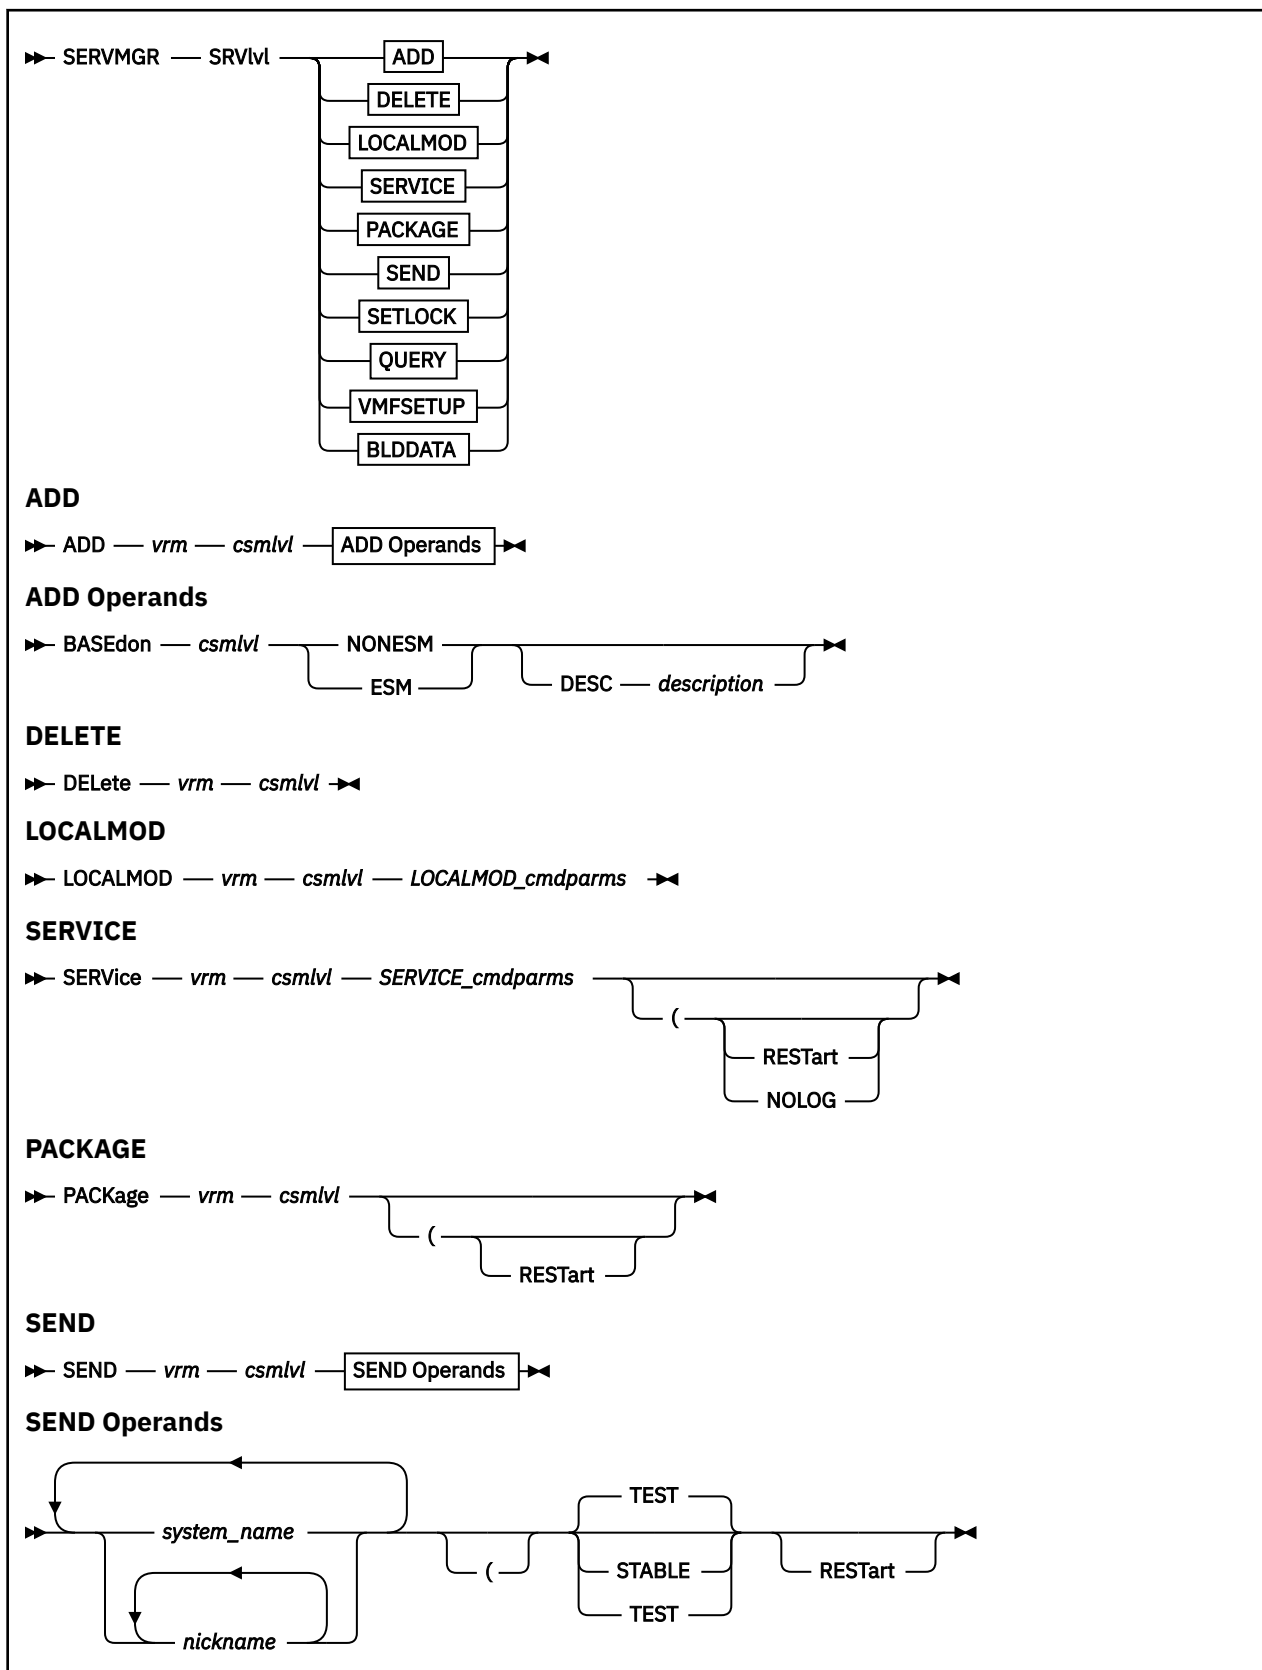 SERVMGR SRVlvl ADD
DELETE
LOCALMOD
SERVICE
PACKAGE
SEND
SETLOCK
QUERY
VMFSETUP
BLDDATA
ADD
ADD vrm csmlvl ADD Operands
ADD Operands
BASEdon csmlvl NONESM
ESM DESC description
DELETE
DELete vrm csmlvl
LOCALMOD
LOCALMOD vrm csmlvl LOCALMOD_cmdparms
SERVICE
SERVice vrm csmlvl SERVICE_cmdparms
(
RESTart
NOLOG
PACKAGE
PACKage vrm csmlvl
(
RESTart
SEND
SEND vrm csmlvl SEND Operands
SEND Operands
TEST
system_name
( STABLE RESTart
TEST
nickname